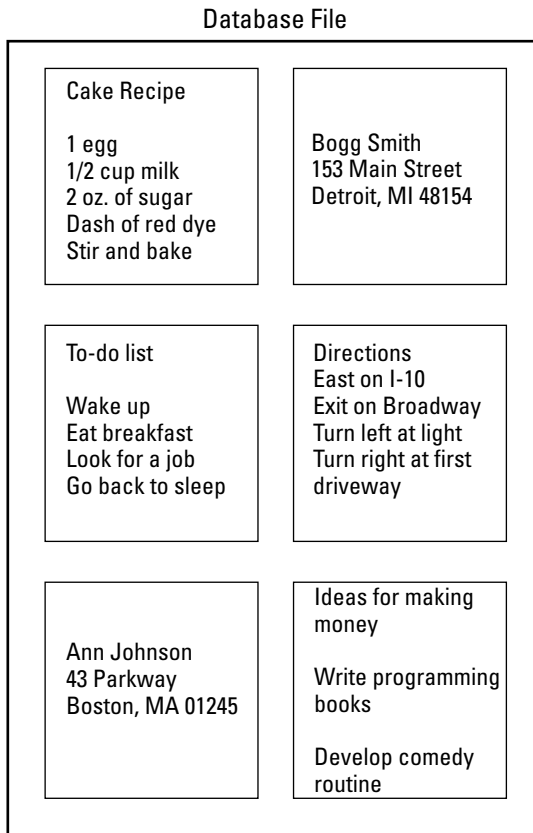 Database File
Cake Recipe
1 egg
1/2 cup milk
2 oz. of sugar
Dash of red dye
Stir and bake
Bogg Smith
153 Main Street
Detroit, MI 48154
To-do list
Wake up
Eat breakfast
Look for a job
Go back to sleep
Directions
East on I-10
Exit on Broadway
Turn left at light
Turn right at first
driveway
Ann Johnson
43 Parkway
Boston, MA 01245
Ideas for making
money
Write programming
books
Develop comedy
routine